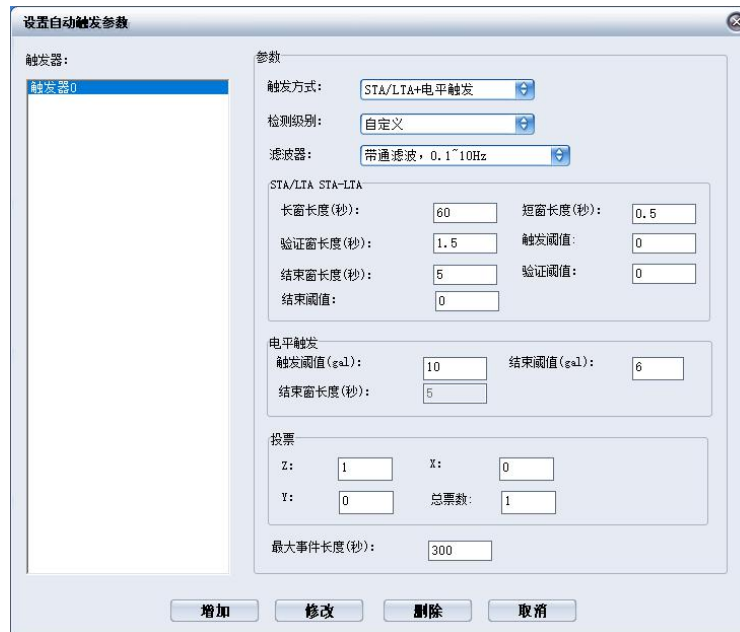 设置自动触发参数
触发器：
触发器0
参数
触发方式：
STA/LTA+电平触发
检测级别：
自定义
滤波器：
带通滤波，0.1~10Hz
STA/LTA STA-LTA
长窗长度(秒)： 60 短窗长度(秒)： 0.5
验证窗长度(秒)： 1.5 触发阈值： 0
结束窗长度(秒)： 5 验证阈值： 0
结束阈值： 0
电平触发
触发阈值(gal)： 10 结束阈值(gal)： 6
结束窗长度(秒)： 5
投票
Z： 1 X： 0
Y： 0 总票数： 1
最大事件长度(秒)： 300
增加 修改 删除 取消